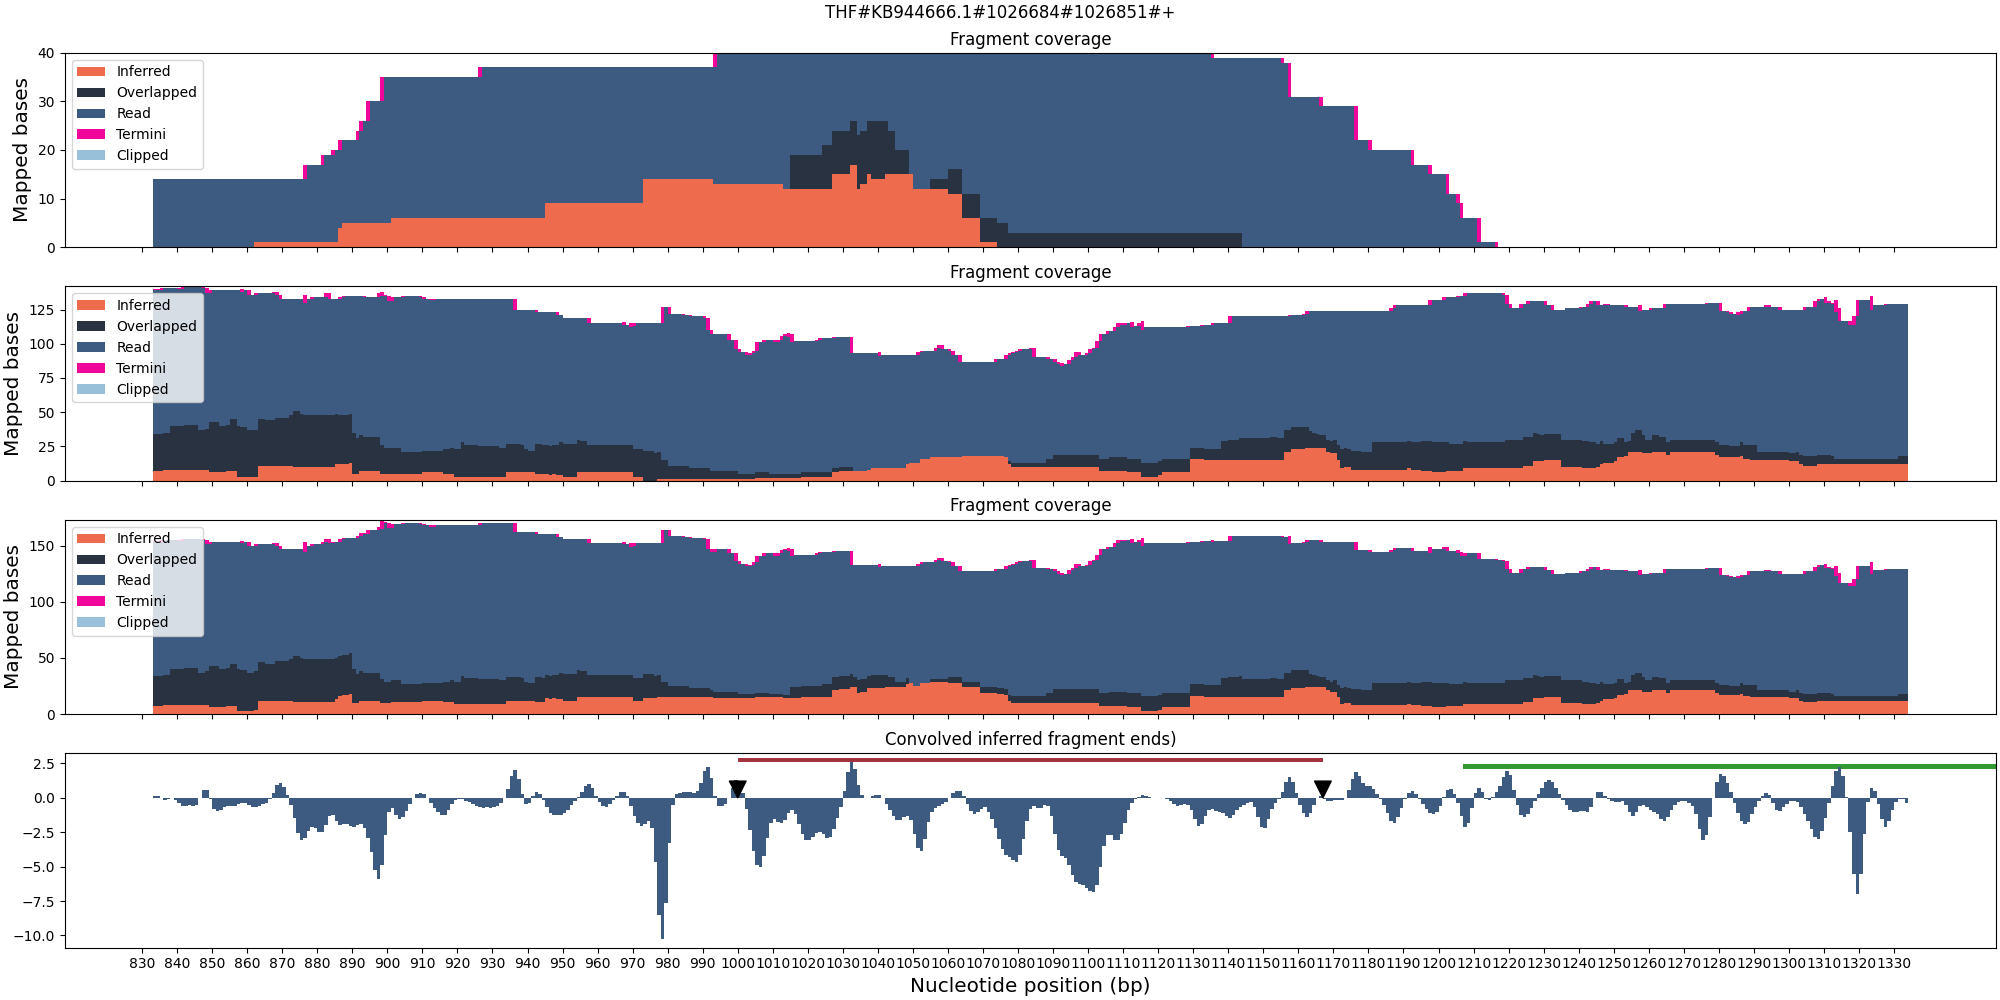 THF#KB944666.1#1026684#1026851#+
Fragment coverage
Mapped bases
40
30
20
10
0
Inferred
Overlapped
Read
Termini
Clipped
Fragment coverage
Mapped bases
125
100
75
50
25
0
Inferred
Overlapped
Read
Termini
Clipped
Fragment coverage
Mapped bases
150
100
50
0
Inferred
Overlapped
Read
Termini
Clipped
Convolved inferred fragment ends)
2.5
0.0
−2.5
−5.0
−7.5
−10.0
830 840 850 860 870 880 890 900 910 920 930 940 950 960 970 980 990 1000 1010 1020 1030 1040 1050 1060 1070 1080 1090 1100 1110 1120 1130 1140 1150 1160 1170 1180 1190 1200 1210 1220 1230 1240 1250 1260 1270 1280 1290 1300 1310 1320 1330
Nucleotide position (bp)